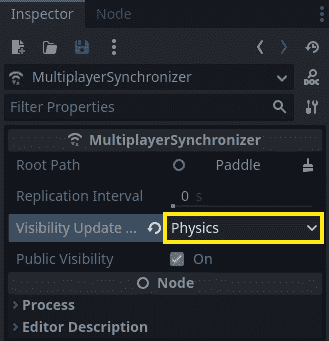 Inspector Node
MultiplayerSynchronizer
DOC
Filter Properties
MultiplayerSynchronizer
Root Path Paddle
Replication Interval 0 s
Visibility Update ... Physics
Public Visibility On
Node
> Process
> Editor Description